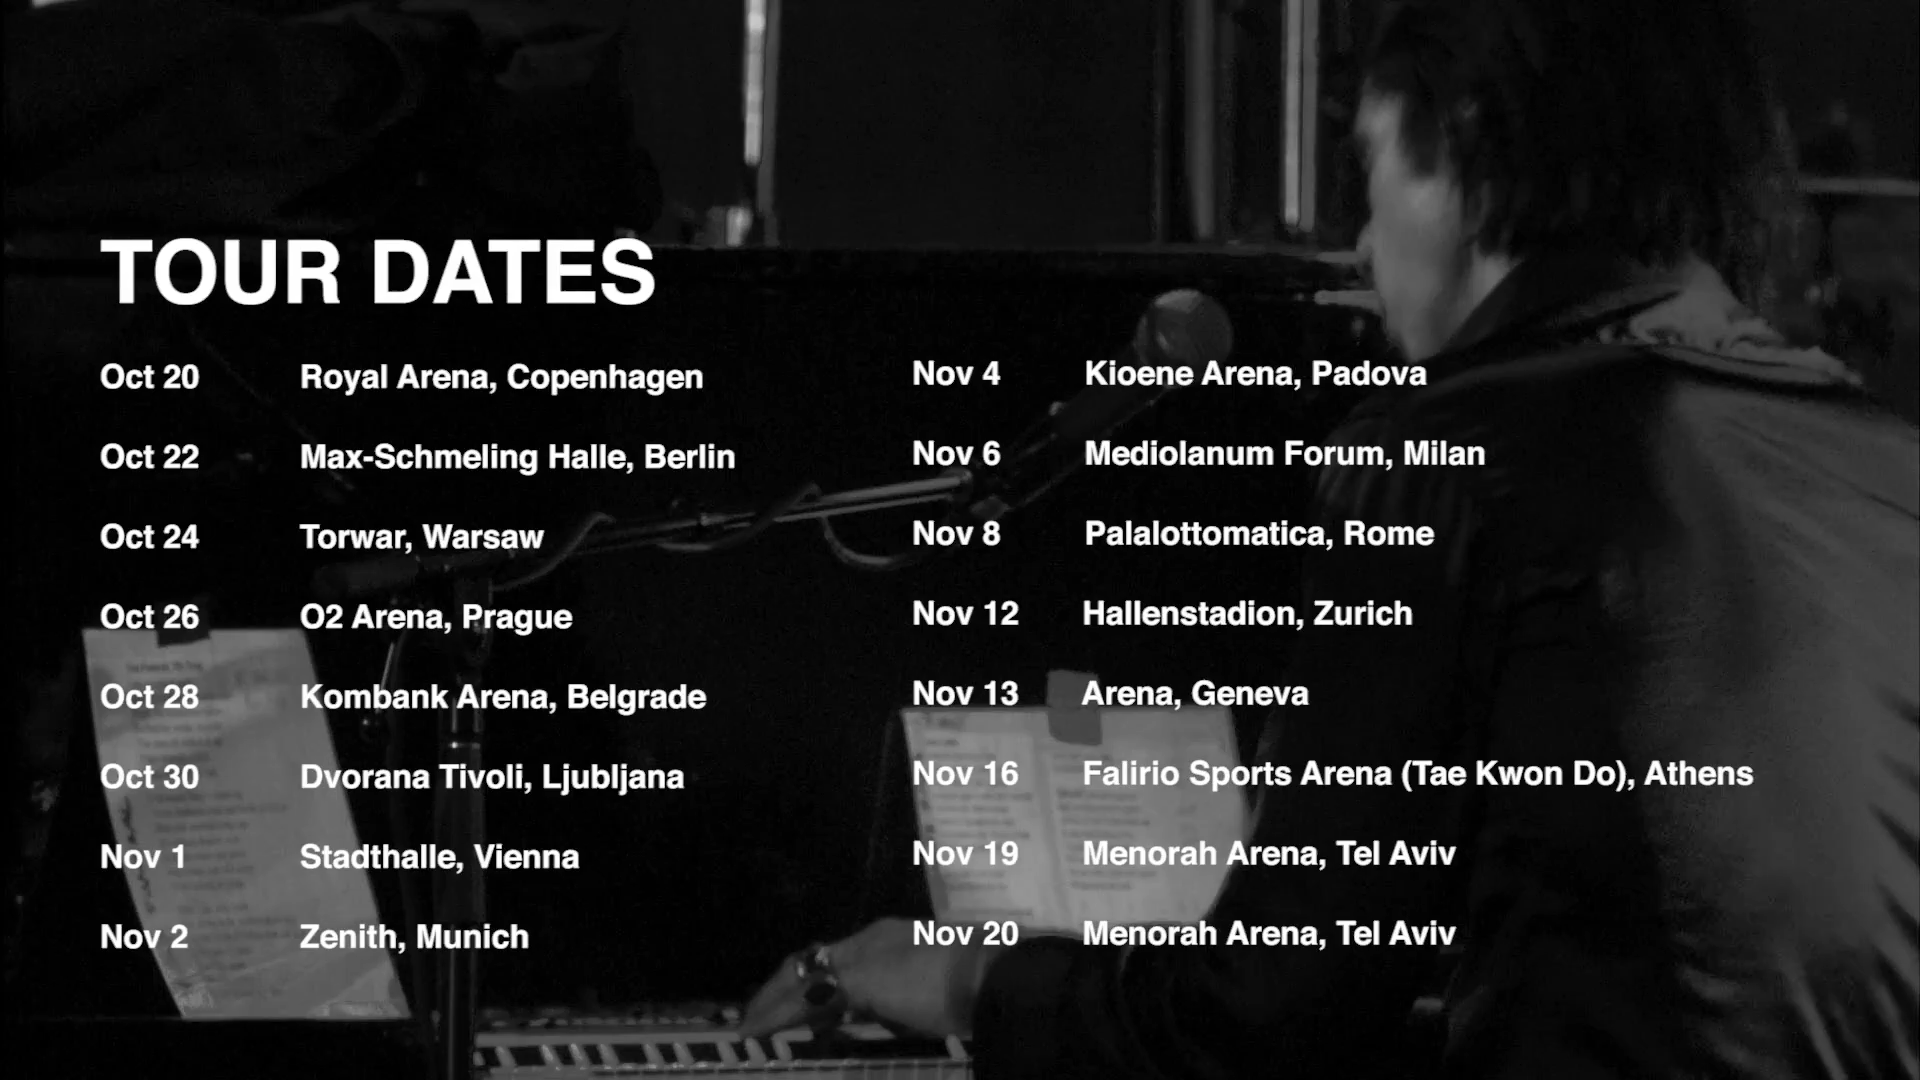 TOUR DATES
Oct 20 Royal Arena, Copenhagen
Oct 22 Max-Schmeling Halle, Berlin
Oct 24 Torwar, Warsaw
Oct 26 O2 Arena, Prague
Oct 28 Kombank Arena, Belgrade
Oct 30 Dvorana Tivoli, Ljubljana
Nov 1 Stadthalle, Vienna
Nov 2 Zenith, Munich
Nov 4 Kioene Arena, Padova
Nov 6 Mediolanum Forum, Milan
Nov 8 Palalottomatica, Rome
Nov 12 Hallenstadion, Zurich
Nov 13 Arena, Geneva
Nov 16 Falirio Sports Arena (Tae Kwon Do), Athens
Nov 19 Menorah Arena, Tel Aviv
Nov 20 Menorah Arena, Tel Aviv